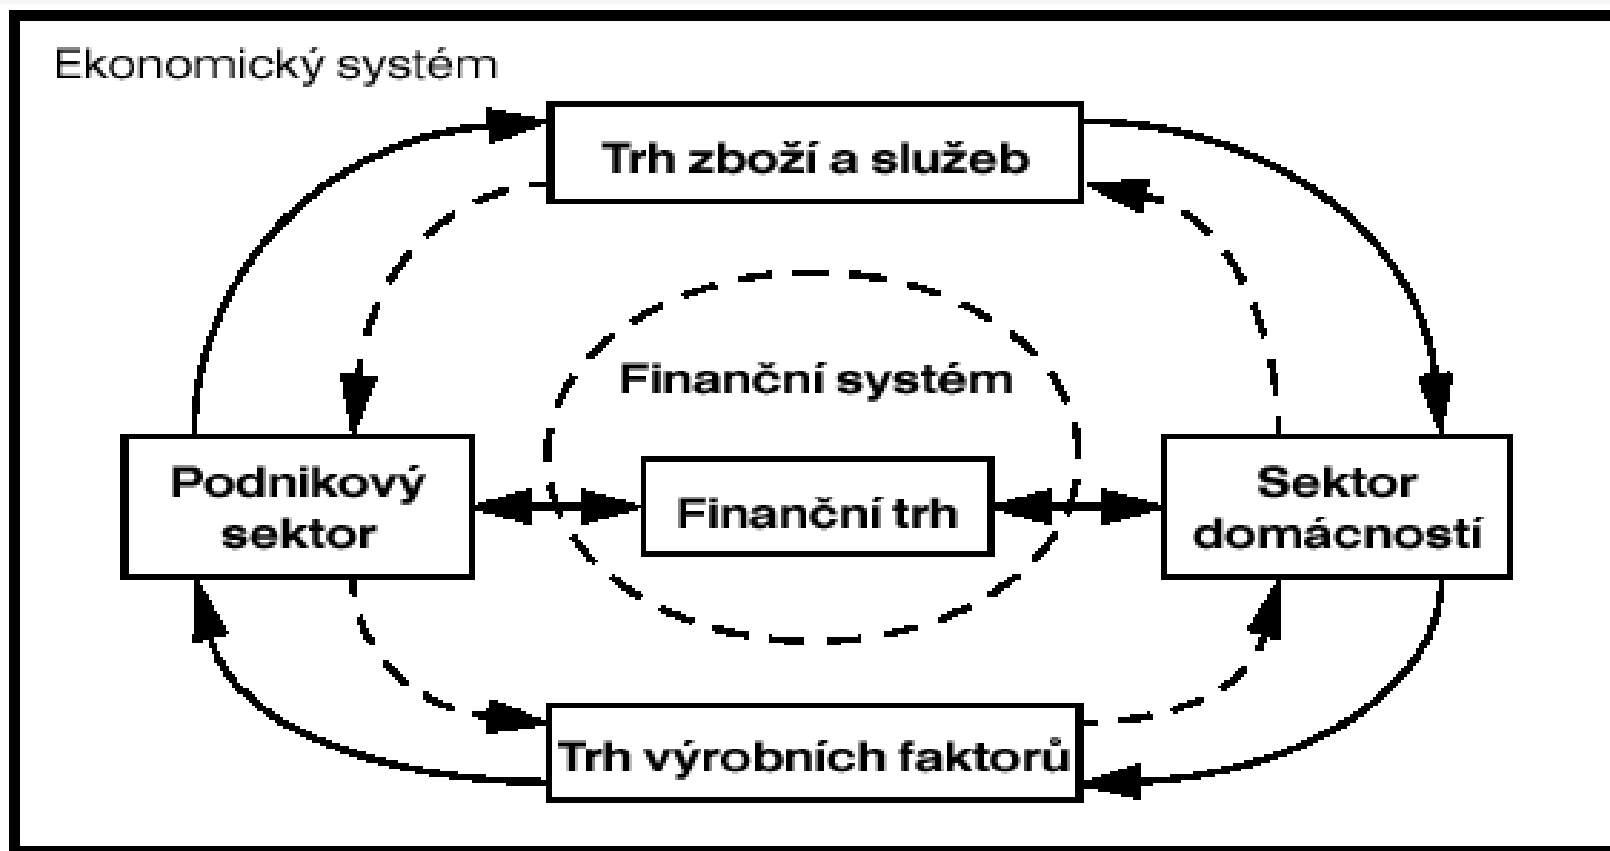 Ekonomický systém
Trh zboží a služeb
Finanční systém
Podnikový
sektor
Finanční trh
Sektor
domácností
Trh výrobních faktorů